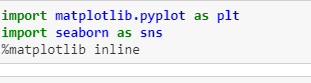 import matplotlib.pyplot as plt
import seaborn as sns
%matplotlib inline